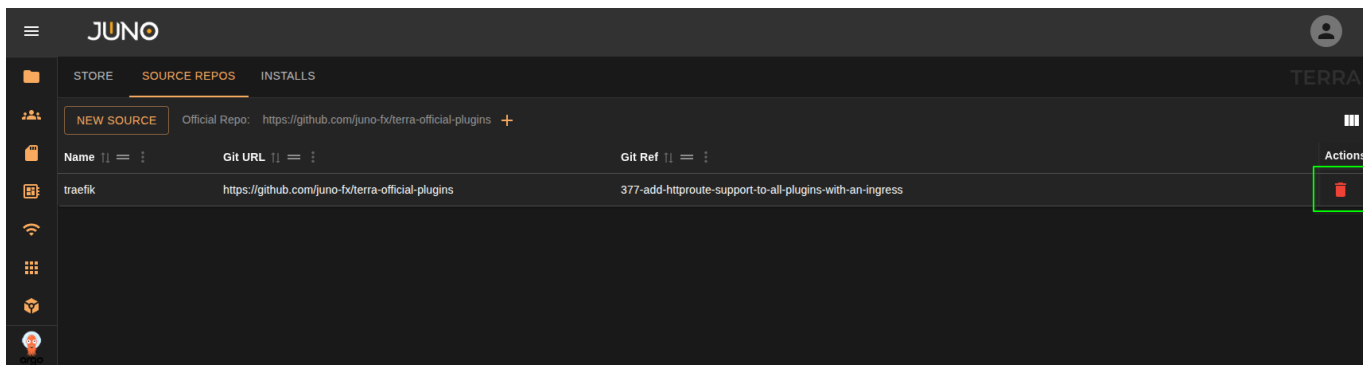 JUNO
STORE SOURCE REPOS INSTALLS TERRA
NEW SOURCE Official Repo: https://github.com/juno-fx/terra-official-plugins +
Name Git URL Git Ref Actions
traefik https://github.com/juno-fx/terra-official-plugins 377-add-httproute-support-to-all-plugins-with-an-ingress
argo